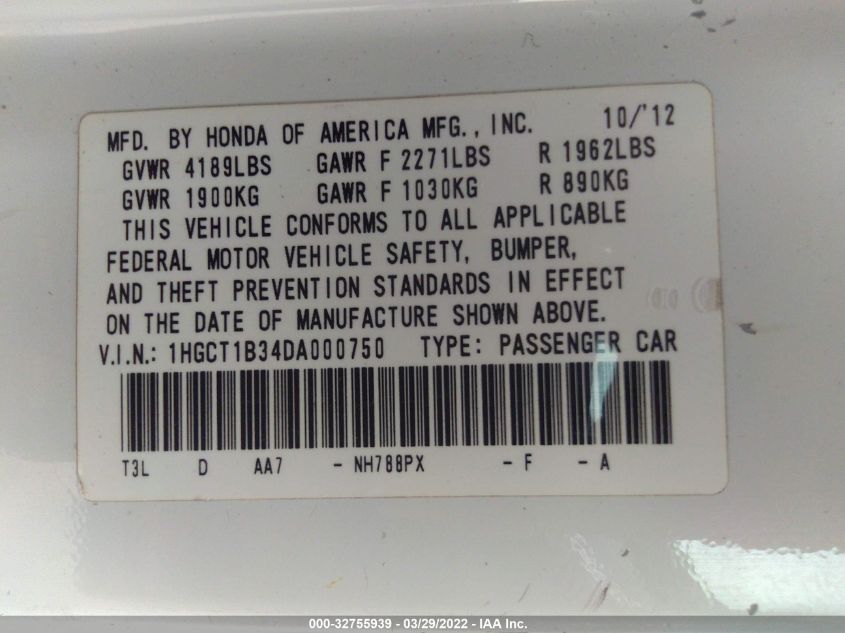 MFD. BY HONDA OF AMERICA MFG., INC. 10/'12
GVWR 4189LBS GAWR F 2271LBS R 1962LBS
GVWR 1900KG GAWR F 1030KG R 890KG
THIS VEHICLE CONFORMS TO ALL APPLICABLE
FEDERAL MOTOR VEHICLE SAFETY, BUMPER,
AND THEFT PREVENTION STANDARDS IN EFFECT
ON THE DATE OF MANUFACTURE SHOWN ABOVE.
V.I.N.: 1HGCT1B34DA000750 TYPE: PASSENGER CAR
T3L D AA7 - NH788PX - F - A
000-32755939 - 03/29/2022 - IAA Inc.